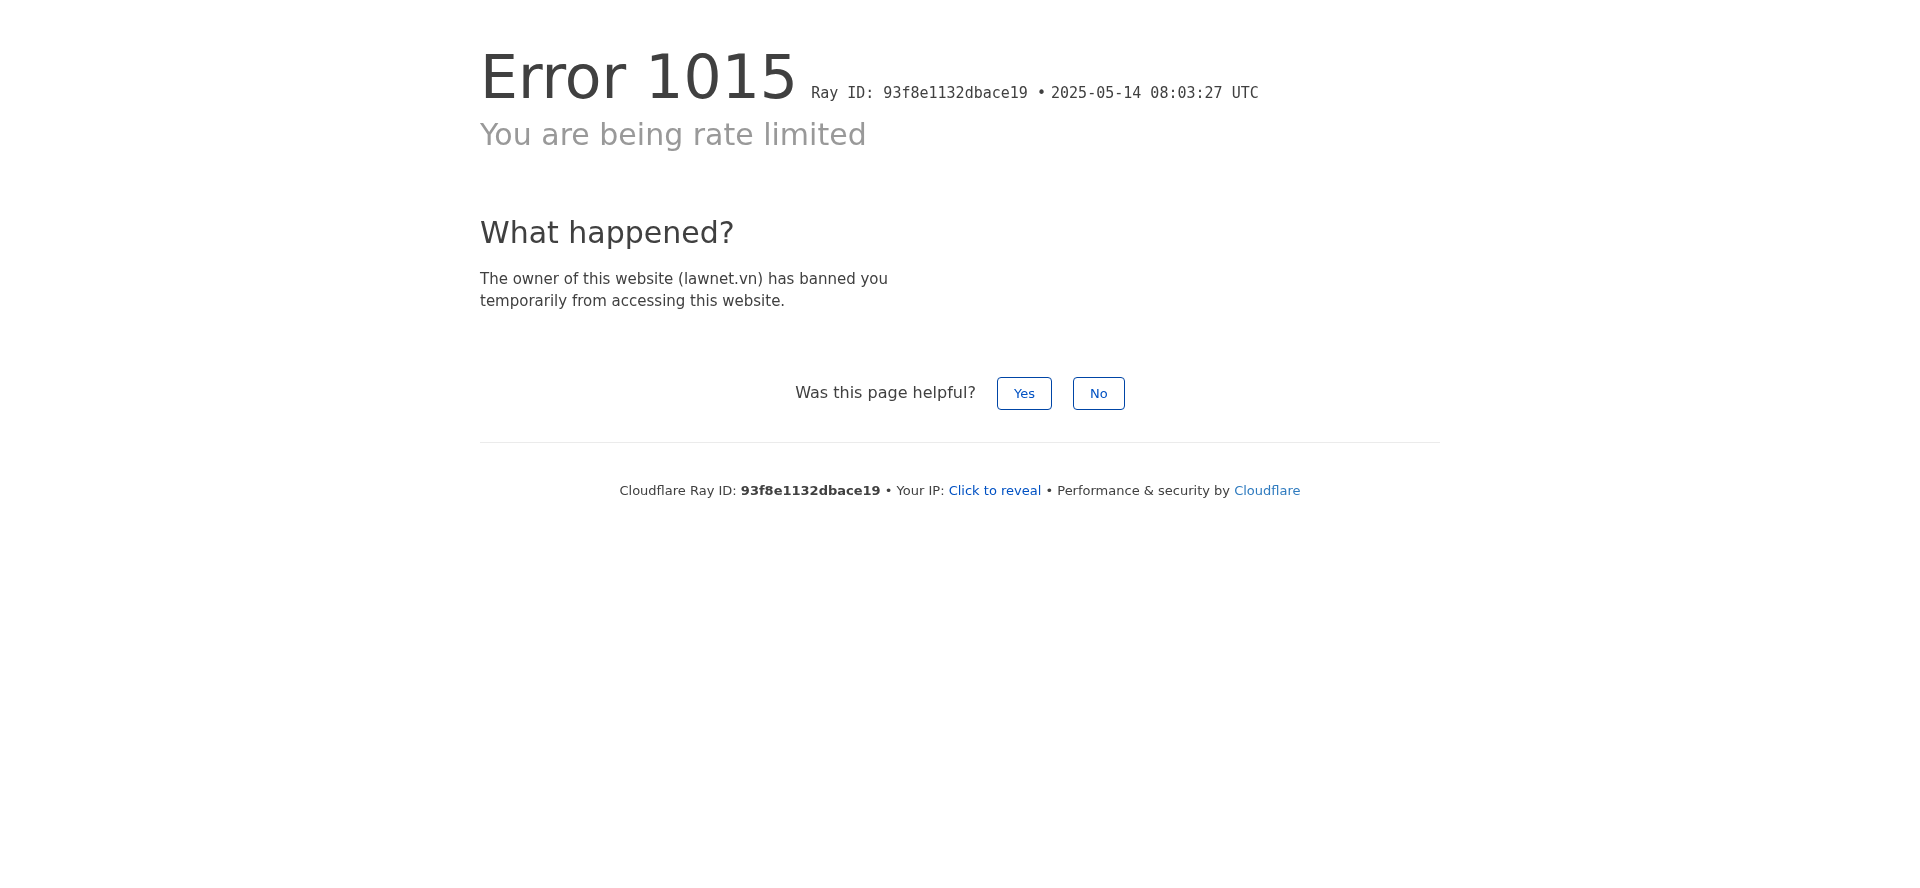 Error 1015 Ray ID: 93f8e1132dbace19 • 2025-05-14 08:03:27 UTC
You are being rate limited
What happened?
The owner of this website (lawnet.vn) has banned you
temporarily from accessing this website.
Was this page helpful? Yes No
Cloudflare Ray ID: 93f8e1132dbace19 • Your IP: Click to reveal • Performance & security by Cloudflare